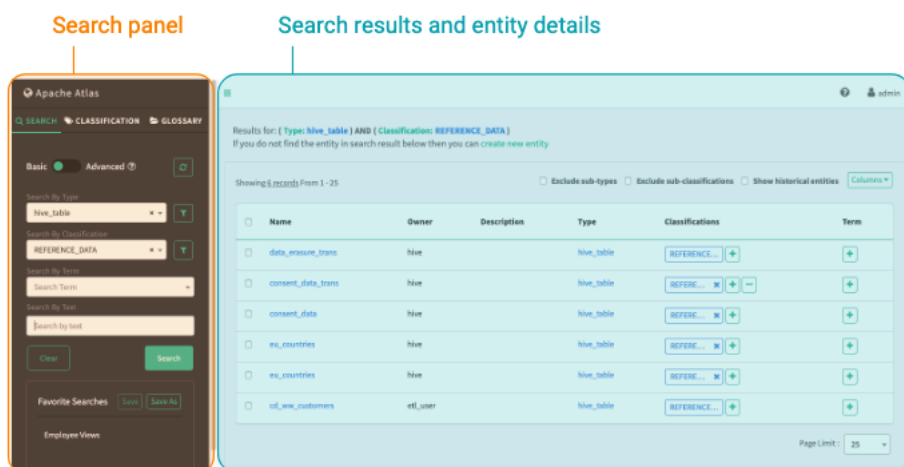 Search panel
Search results and entity details
Apache Atlas
admin
SEARCH CLASSIFICATION GLOSSARY
Results for: ( Type: hive_table ) AND ( Classification: REFERENCE_DATA )
If you do not find the entity in search result below then you can create new entity
Basic Advanced
Showing 6 records From 1 - 25
Exclude sub-types Exclude sub-classifications Show historical entities Columns
Search By Type
hive_table
Search By Classification
REFERENCE_DATA
Search By Term
Search Term
Search By Text
Search by text
Clear Search
Favorite Searches Save Save As
Employee Views
Name Owner Description Type Classifications Term
data_erasure_trans hive hive_table REFERENCE...
consent_data_trans hive hive_table REFERE...
consent_data hive hive_table REFERE...
eu_countries hive hive_table REFERE...
eu_countries hive hive_table REFERE...
cd_ww_customers etl_user hive_table REFERENCE...
Page Limit : 25